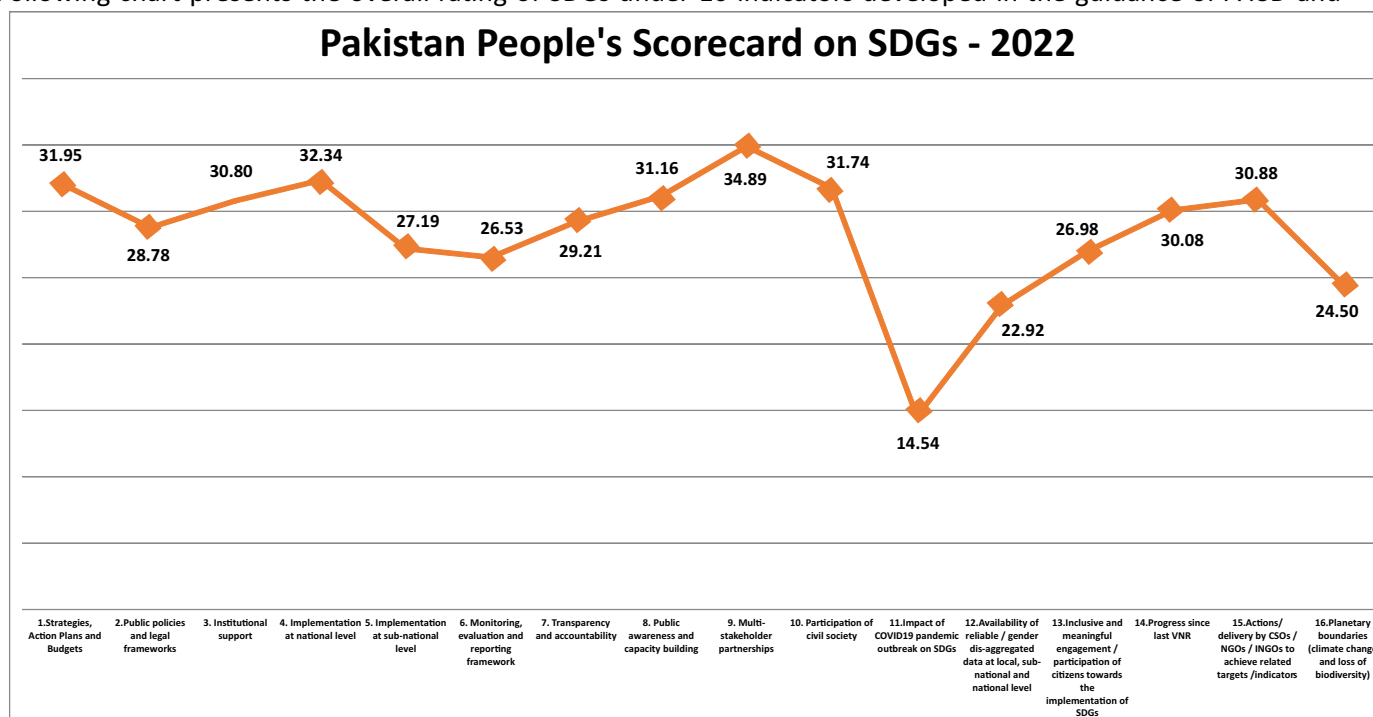 Pakistan People's Scorecard on SDGs - 2022
31.95
28.78
30.80
32.34
27.19
26.53
29.21
31.16
34.89
31.74
14.54
22.92
26.98
30.08
30.88
24.50
1.Strategies,
Action Plans and
Budgets
2.Public policies
and legal
frameworks
3. Institutional
support
4. Implementation
at national level
5. Implementation
at sub-national
level
6. Monitoring,
evaluation and
reporting
framework
7. Transparency
and accountability
8. Public
awareness and
capacity building
9. Multi-
stakeholder
partnerships
10. Participation of
civil society
11.Impact of
COVID19 pandemic
outbreak on SDGs
12.Availability of
reliable / gender
dis-aggregated
data at local, sub-
national and
national level
13.Inclusive and
meaningful
engagement /
participation of
citizens towards
the
implementation of
SDGs
14.Progress since
last VNR
15.Actions/
delivery by CSOs /
NGOs / INGOs to
achieve related
targets /indicators
16.Planetary
boundaries
(climate change
and loss of
biodiversity)